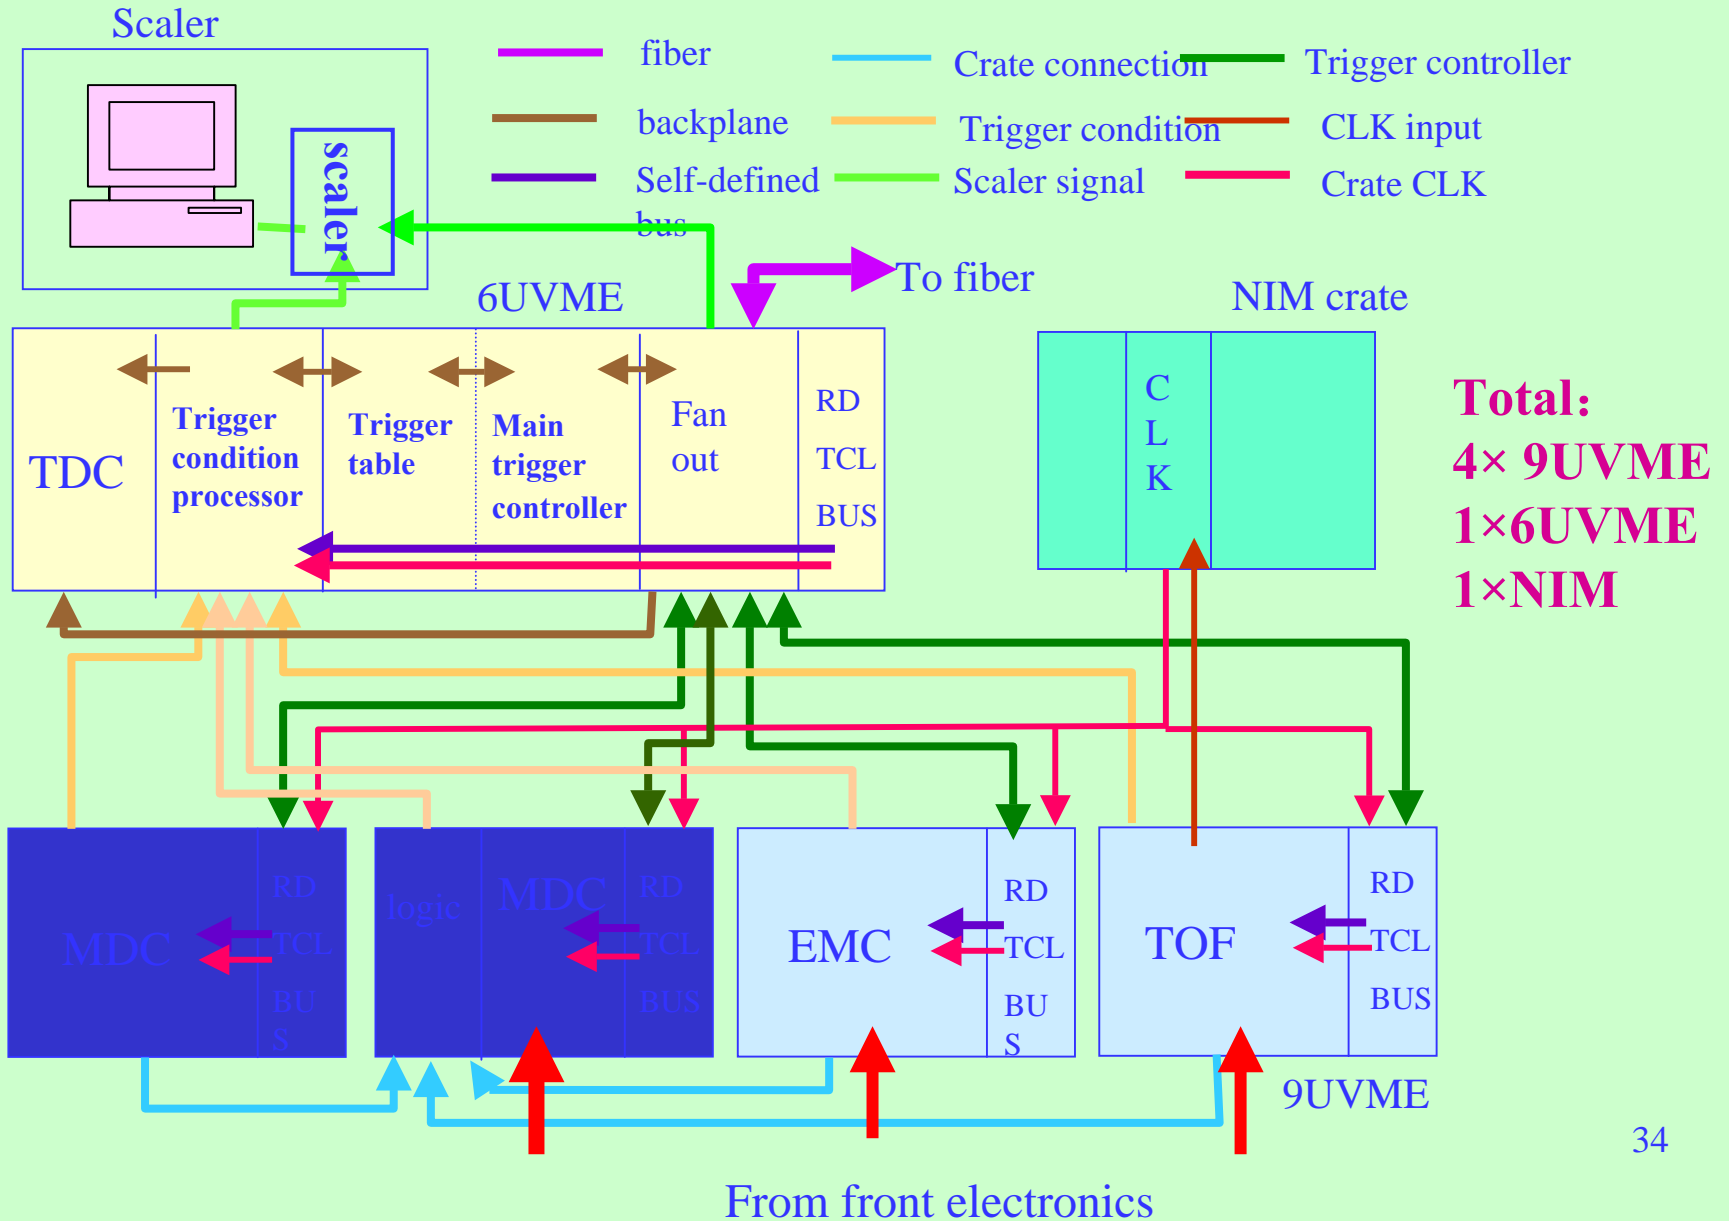 Scaler
scaler
fiber
Crate connection
Trigger controller
backplane
Trigger condition
CLK input
Self-defined
bus
Scaler signal
Crate CLK
To fiber
6UVME
NIM crate
TDC
Trigger
condition
processor
Trigger
table
Main
trigger
controller
Fan
out
RD
TCL
BUS
C
L
K
Total：
4× 9UVME
1×6UVME
1×NIM
MDC
RD
TCL
BU
S
logic
MDC
RD
TCL
BUS
EMC
RD
TCL
BU
S
TOF
RD
TCL
BUS
9UVME
34
From front electronics